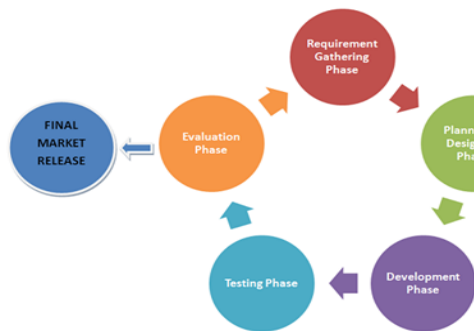 Requirement
Gathering
Phase
FINAL
MARKET
RELEASE
Evaluation
Phase
Testing Phase
Development
Phase